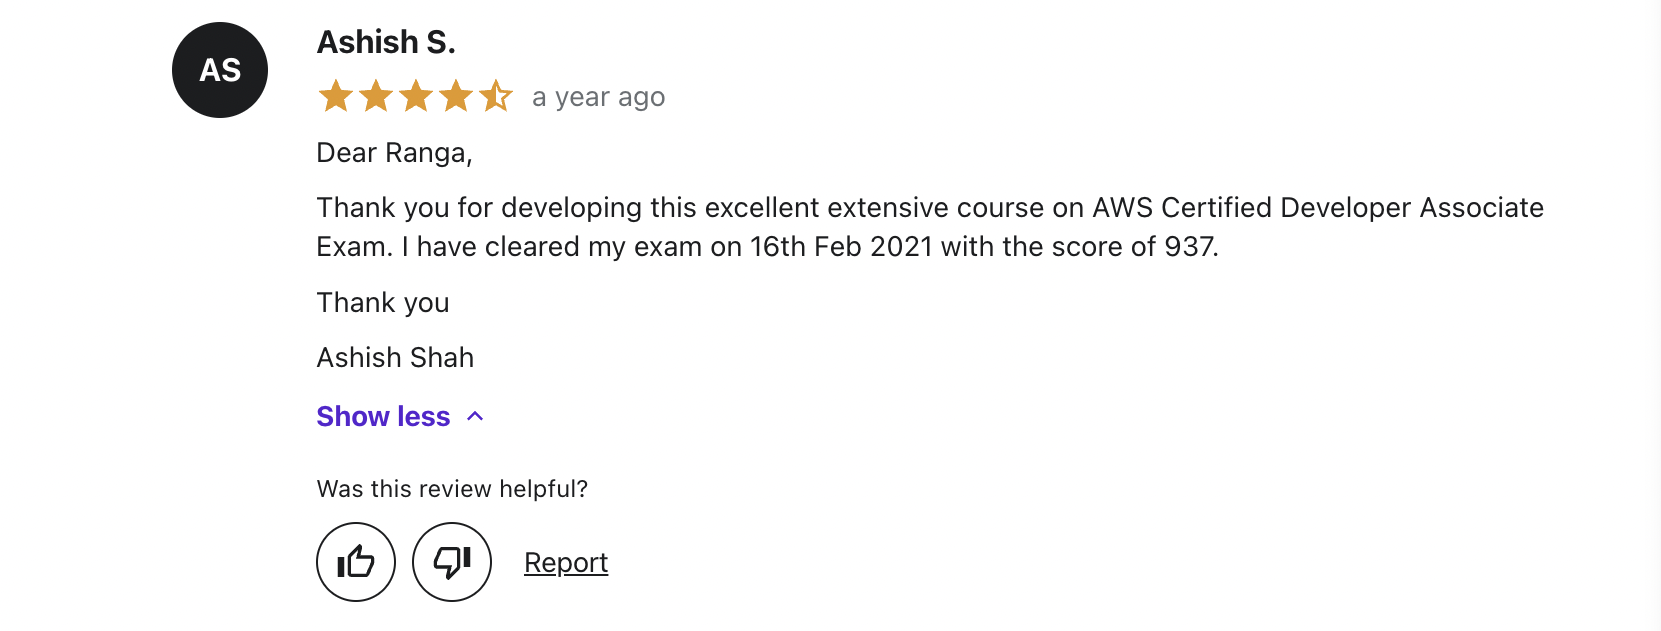 AS
Ashish S.
a year ago
Dear Ranga,
Thank you for developing this excellent extensive course on AWS Certified Developer Associate
Exam. I have cleared my exam on 16th Feb 2021 with the score of 937.
Thank you
Ashish Shah
Show less
Was this review helpful?
Report